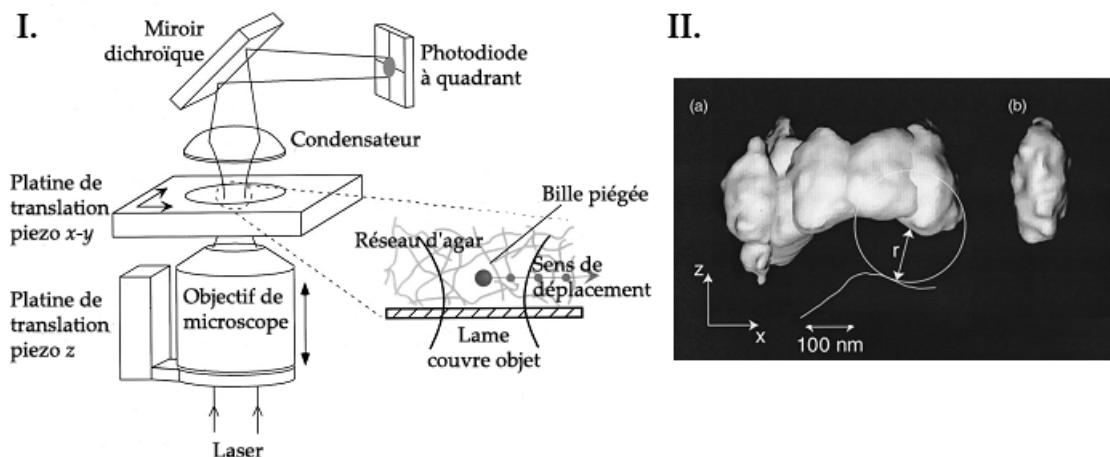 I.
Miroir
dichroïque
Photodiode
à quadrant
Condensateur
Platine de
translation
piezo x-y
Bille piégée
Réseau d'agar
Sens de
déplacement
Platine de
translation
piezo z
Objectif de
microscope
Lame
couvre objet
Laser
II.
(a)
(b)
r
z
x
100 nm